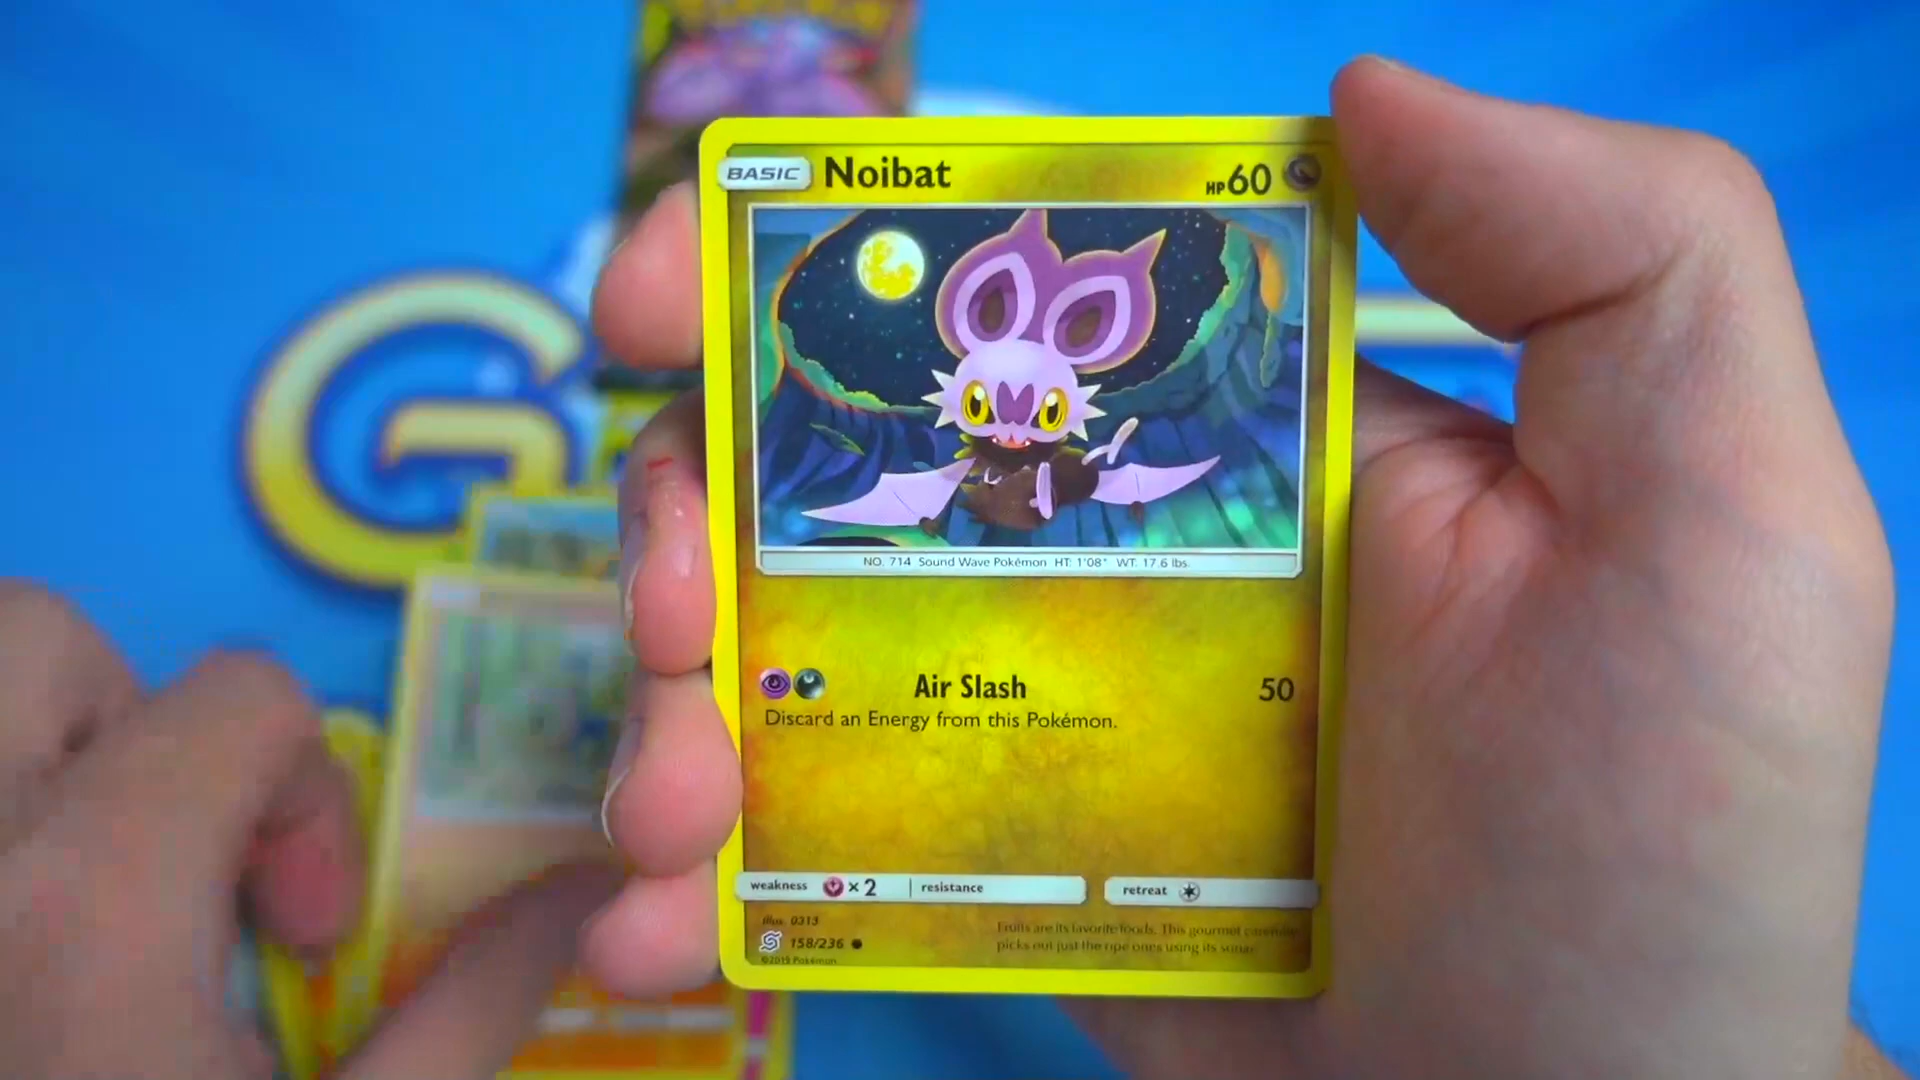 BASIC Noibat HP60
NO. 714 Sound Wave Pokémon HT: 1'08" WT: 17.6 lbs.
Air Slash 50
Discard an Energy from this Pokémon.
weakness ×2 resistance retreat
Illus. 0313
158/236
©2019 Pokémon
Fruits are its favorite foods. This gourmet carefully
picks out just the ripe ones using its sonar.